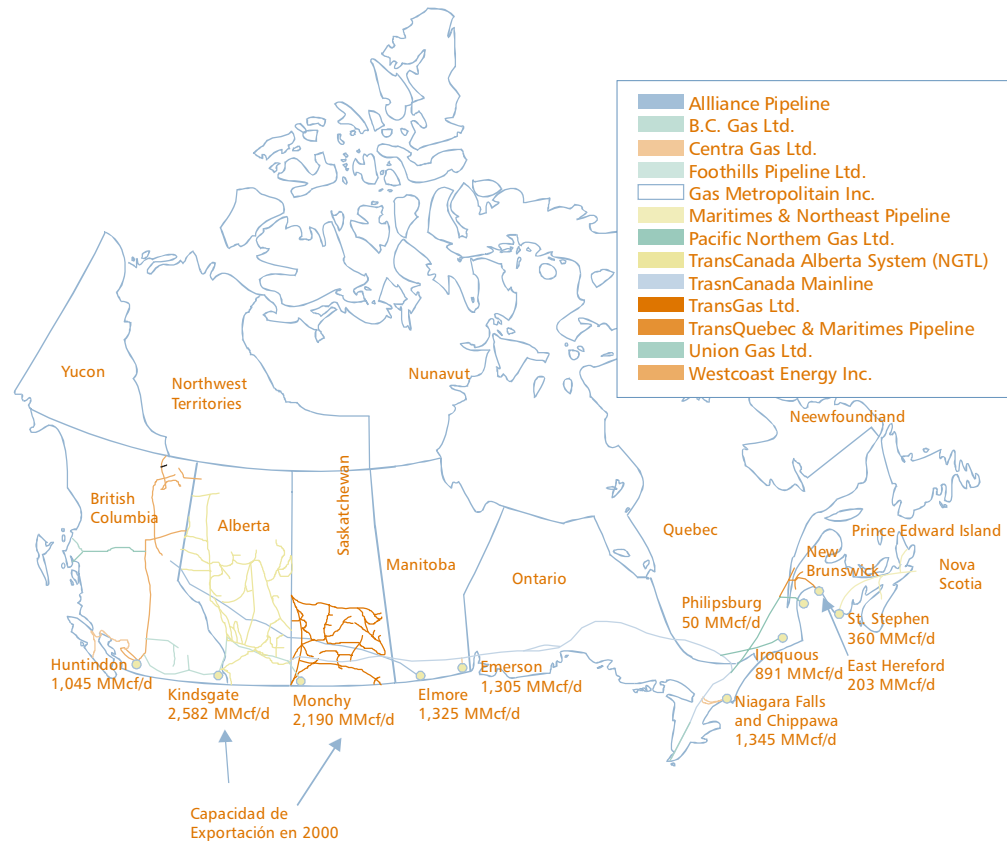 Allliance Pipeline
B.C. Gas Ltd.
Centra Gas Ltd.
Foothills Pipeline Ltd.
Gas Metropolitain Inc.
Maritimes & Northeast Pipeline
Pacific Northem Gas Ltd.
TransCanada Alberta System (NGTL)
TrasnCanada Mainline
TransGas Ltd.
TransQuebec & Maritimes Pipeline
Union Gas Ltd.
Westcoast Energy Inc.
Yucon
Northwest
Territories
Nunavut
Neewfoundiand
British
Columbia
Alberta
Saskatchewan
Manitoba
Ontario
Quebec
Prince Edward Island
New
Brunswick
Nova
Scotia
Huntindon
1,045 MMcf/d
Kindsgate
2,582 MMcf/d
Monchy
2,190 MMcf/d
Elmore
1,325 MMcf/d
Emerson
1,305 MMcf/d
Philipsburg
50 MMcf/d
St. Stephen
360 MMcf/d
Iroquous
891 MMcf/d
East Hereford
203 MMcf/d
Niagara Falls
and Chippawa
1,345 MMcf/d
Capacidad de
Exportación en 2000